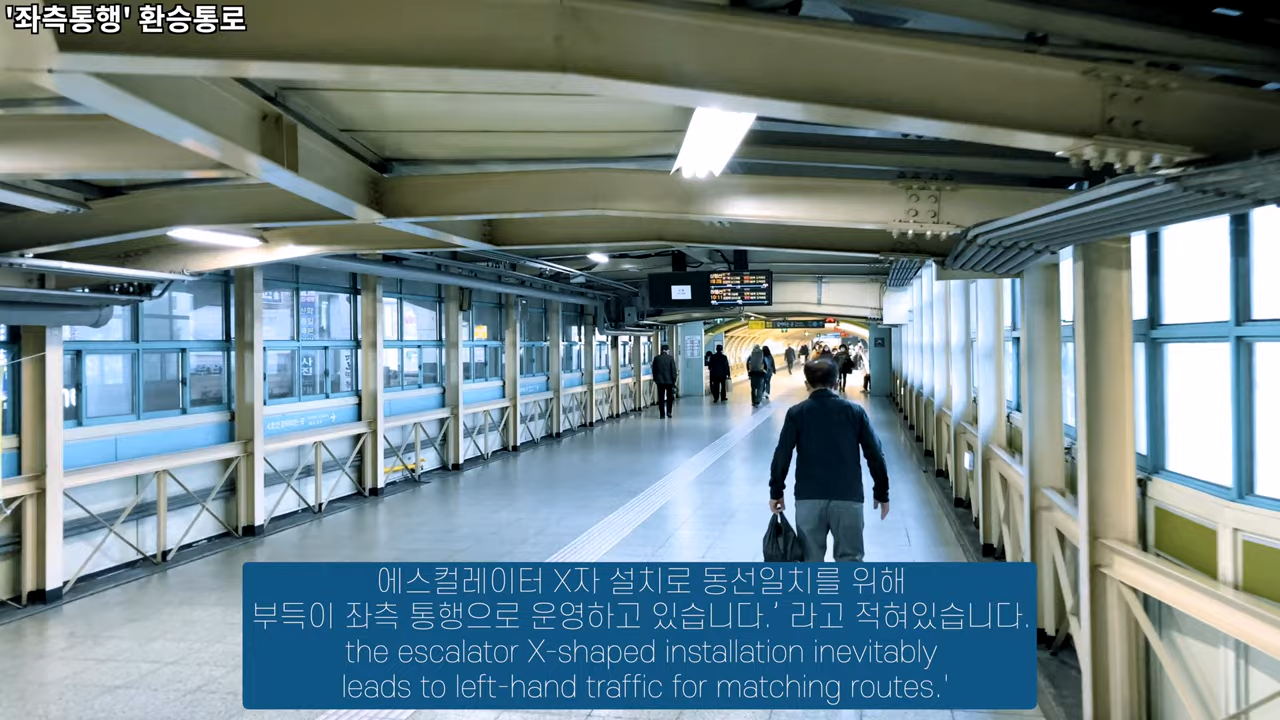 '좌측통행' 환승통로
에스컬레이터 X자 설치로 동선일치를 위해
부득이 좌측 통행으로 운영하고 있습니다.’ 라고 적혀있습니다.
the escalator X-shaped installation inevitably
leads to left-hand traffic for matching routes.'